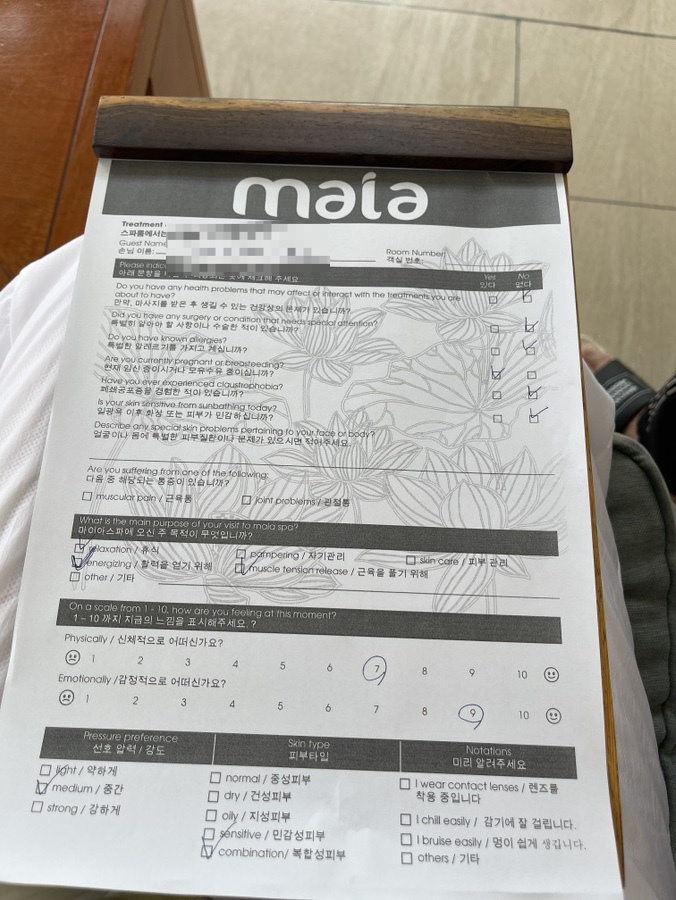 maia
Treatment
스파룸에서는
Guest Name
손님 이름:
Room Number
객실 번호:
Please indic
Yes No
있다 없다
Do you have any health problems that may affect or interact with the treatments you are
about to have?
만약, 마사지를 받은 후 생길 수 있는 건강상의 문제가 있습니까?
Did you have any surgery or condition that needs special attention?
특별히 알아야 할 사항이나 수술한 적이 있습니까?
Do you have known allergies?
특별한 알레르기를 가지고 계십니까?
Are you currently pregnant or breastfeeding?
현재 임신 중이시거나 모유수유 중이십니까?
Have you ever experienced claustrophobia?
폐쇄공포증을 경험한 적이 있습니까?
Is your skin sensitive from sunbathing today?
일광욕 이후 화상 또는 피부가 민감하십니까?
Describe any special skin problems pertaining to your face or body?
얼굴이나 몸에 특별한 피부질환이나 문제가 있으시면 적어주세요.
Are you suffering from one of the following:
다음 중 해당되는 통증이 있습니까?
muscular pain / 근육통 joint problems / 관절통
What is the main purpose of your visit to maia spa?
마이아스파에 오신 주 목적이 무엇입니까?
relaxation / 휴식 pampering / 자기관리 skin care / 피부 관리
energizing / 활력을 얻기 위해 muscle tension release / 근육을 풀기 위해
other / 기타
On a scale from 1 - 10, how are you feeling at this moment?
1 ~ 10 까지 지금의 느낌을 표시해주세요. ?
Physically / 신체적으로 어떠신가요?
1 2 3 4 5 6 7 8 9 10
Emotionally /감정적으로 어떠신가요?
1 2 3 4 5 6 7 8 9 10
Pressure preference
선호 압력 / 강도
light / 약하게
medium / 중간
strong / 강하게
Skin type
피부타입
normal / 중성피부
dry / 건성피부
oily / 지성피부
sensitive / 민감성피부
combination/ 복합성피부
Notations
미리 알려주세요
I wear contact lenses / 렌즈를
착용 중입니다
I chill easily / 감기에 잘 걸립니다.
I bruise easily / 멍이 쉽게 생깁니다.
others / 기타